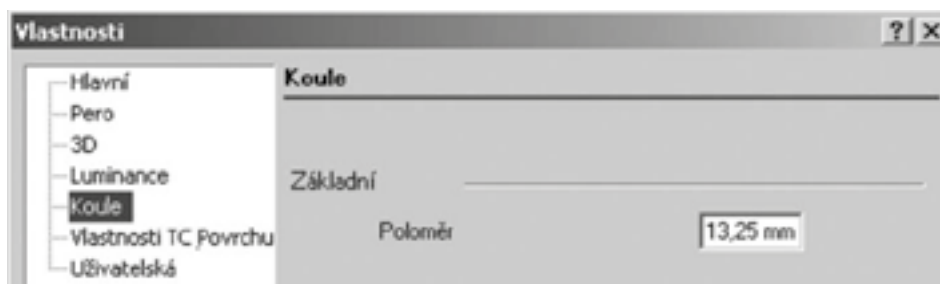 Vlastnosti
Hlavní
Pero
3D
Luminance
Koule
Vlastnosti TC Povrchu
Uživatelská
Koule
Základní
Poloměr 13,25 mm